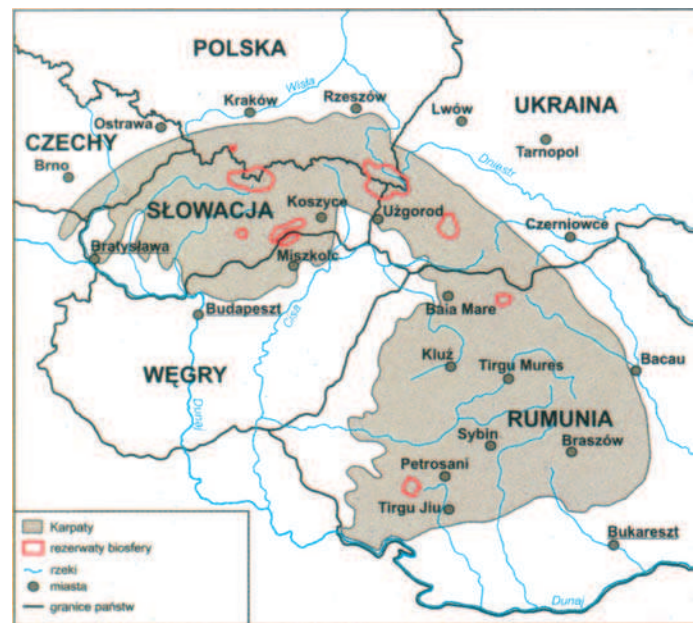 POLSKA
Wisła
Kraków
Rzeszów
Lwów
UKRAINA
Ostrawa
CZECHY
Tarnopol
Brno
Dniestr
SŁOWACJA
Koszyce
Użgorod
Czerniowce
Bratysława
Miszkolc
Budapeszt
Cisa
Baia Mare
Kluż
Tirgu Mures
Bacau
WĘGRY
Dunaj
RUMUNIA
Sybin
Braszów
Petrosani
Tirgu Jiu
Bukareszt
Dunaj
Karpaty
rezerwaty biosfery
rzeki
miasta
granice państw